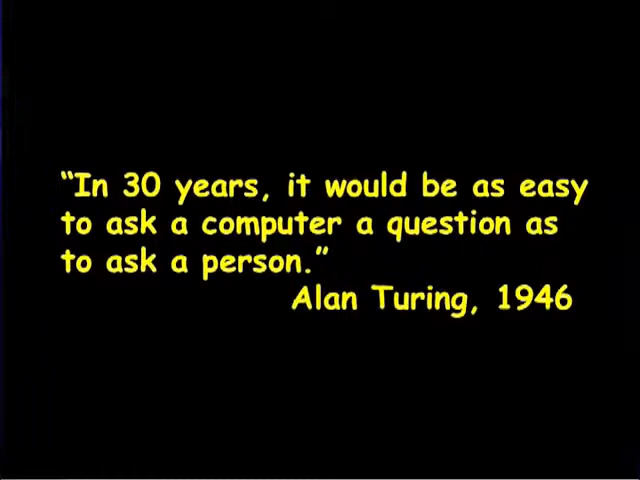 “In 30 years, it would be as easy
to ask a computer a question as
to ask a person.”
Alan Turing, 1946